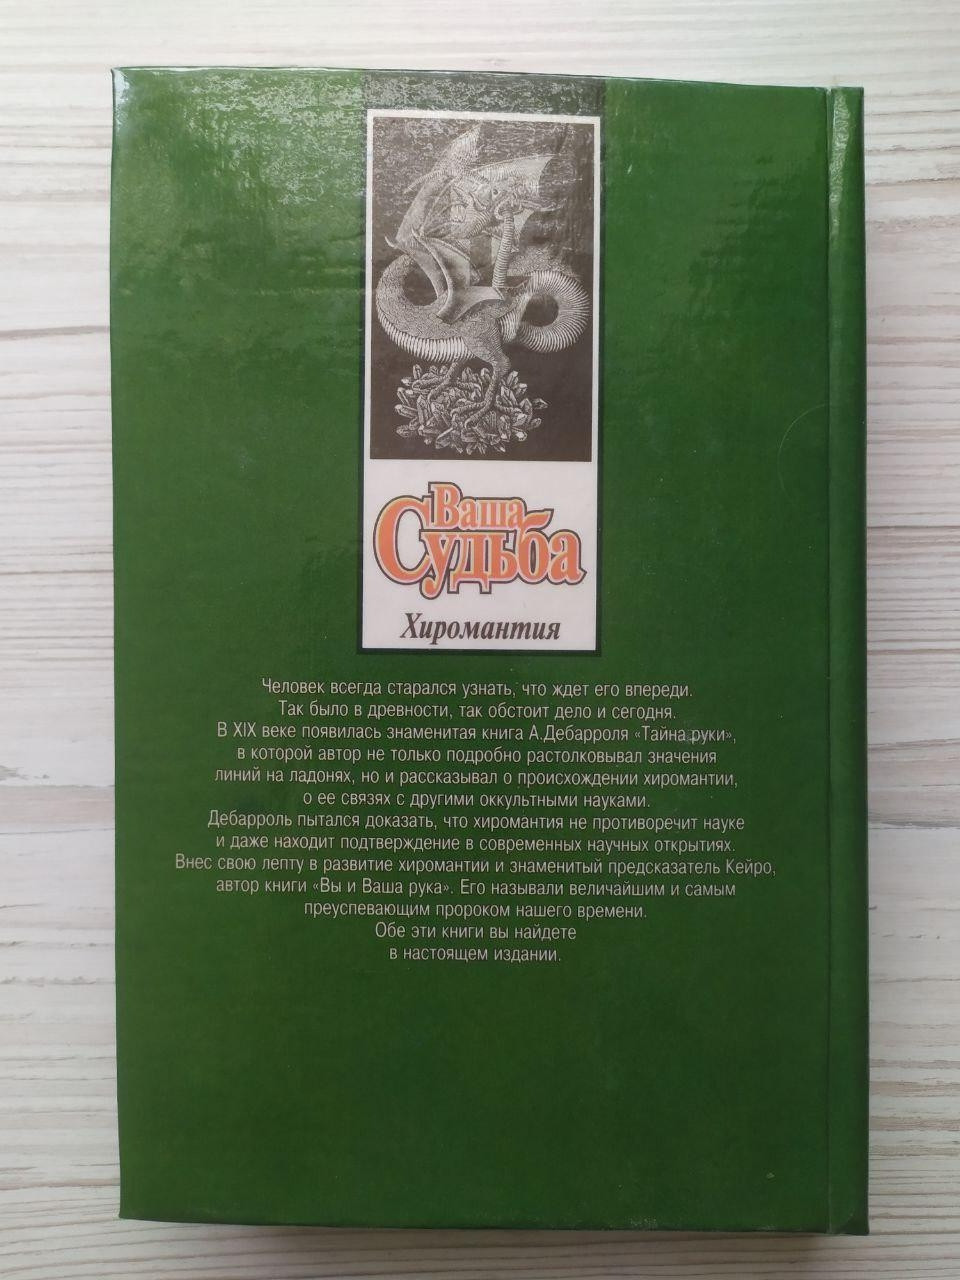 Ваша
Судьба
Хиромантия
Человек всегда старался узнать, что ждет его впереди.
Так было в древности, так обстоит дело и сегодня.
В XIX веке появилась знаменитая книга А.Дебарроля «Тайна руки»,
в которой автор не только подробно растолковывал значения
линий на ладонях, но и рассказывал о происхождении хиромантии,
о ее связях с другими оккультными науками.
Дебарроль пытался доказать, что хиромантия не противоречит науке
и даже находит подтверждение в современных научных открытиях.
Внес свою лепту в развитие хиромантии и знаменитый предсказатель Кейро,
автор книги «Вы и Ваша рука». Его называли величайшим и самым
преуспевающим пророком нашего времени.
Обе эти книги вы найдете
в настоящем издании.